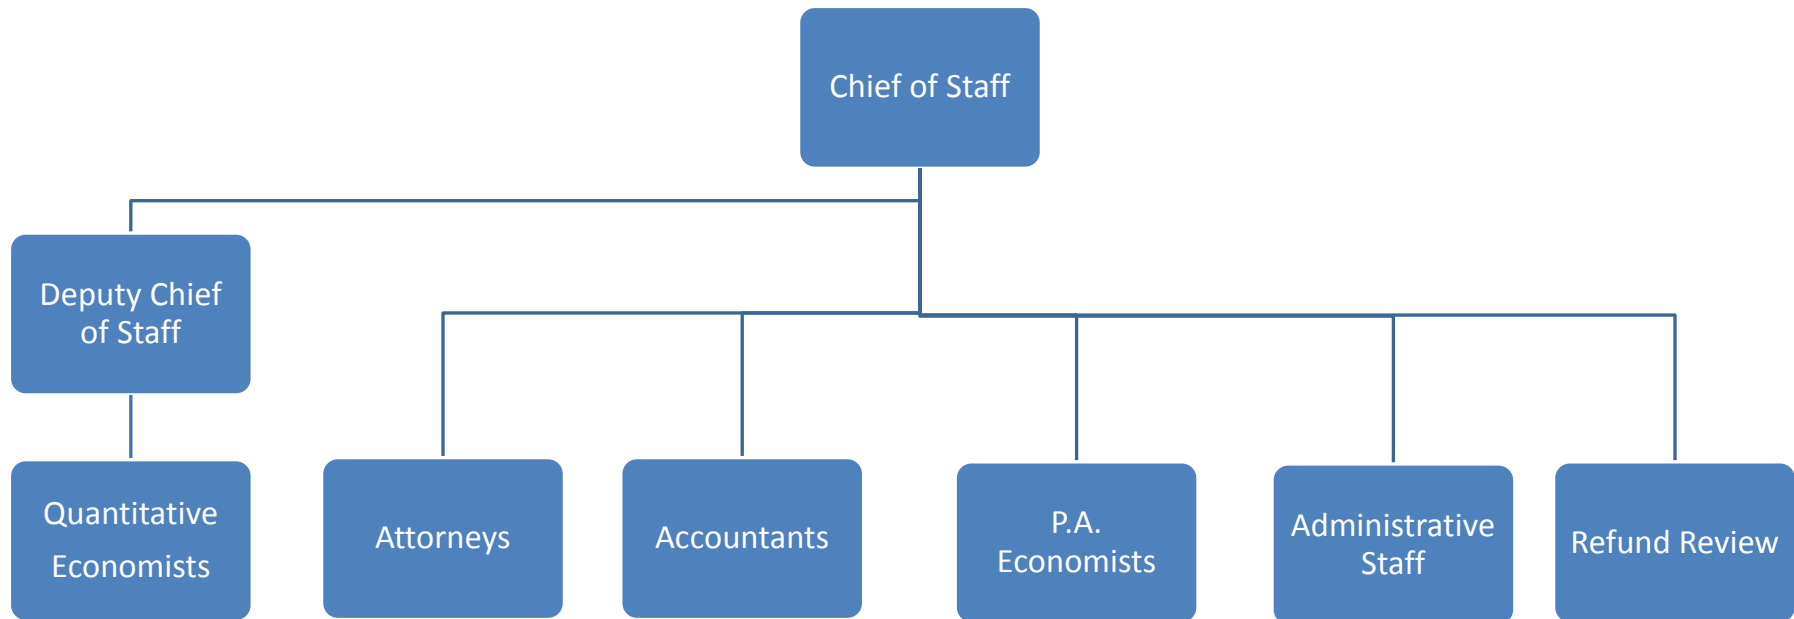 Chief of Staff
Deputy Chief
of Staff
Quantitative
Economists
Attorneys
Accountants
P.A.
Economists
Administrative
Staff
Refund Review